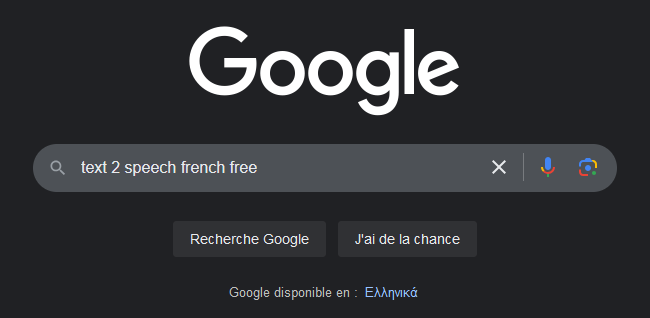 Google
text 2 speech french free
Recherche Google
J'ai de la chance
Google disponible en : Ελληνικά